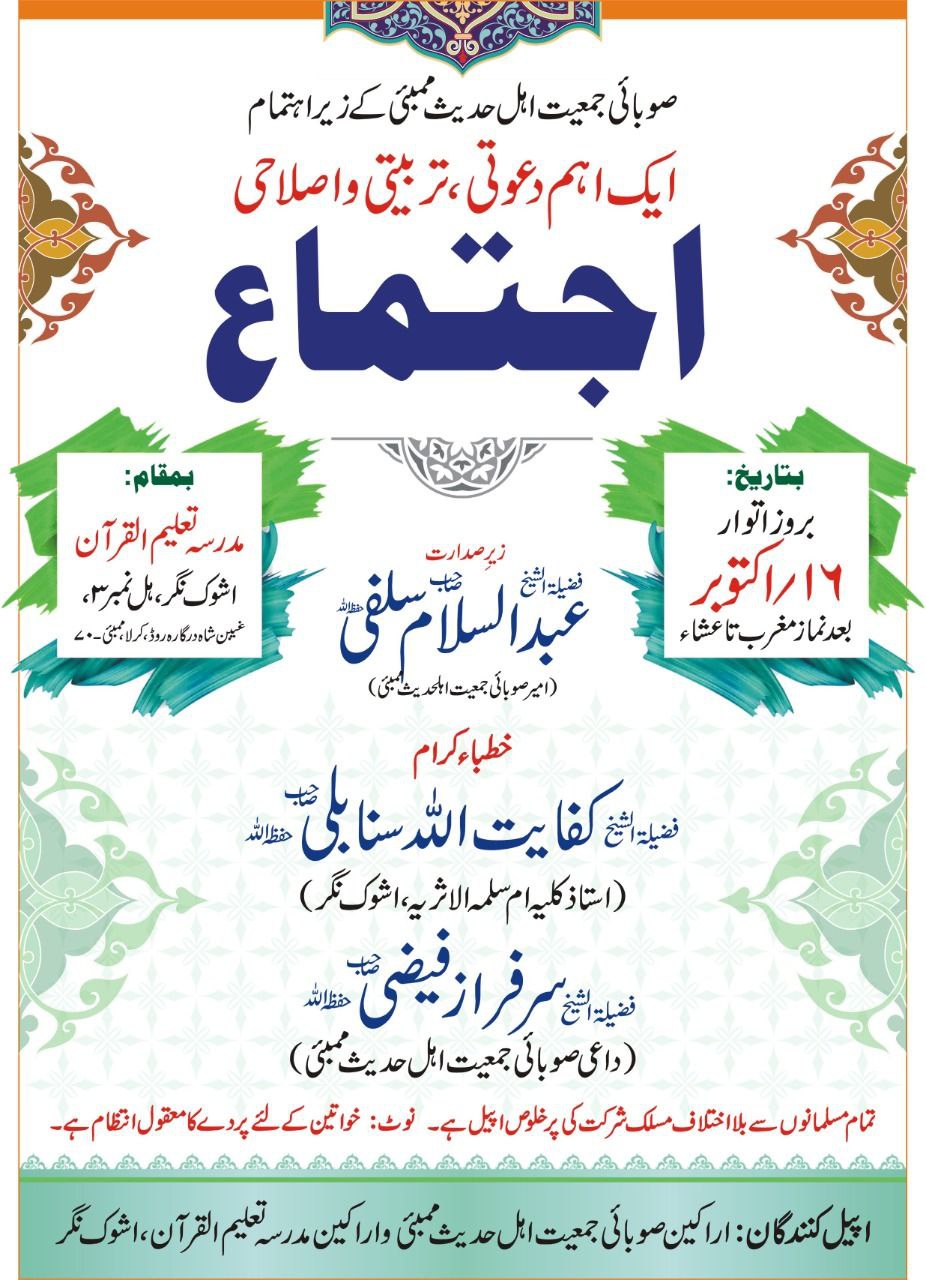 صوبائی جمعیت اہل حدیث ممبئی کے زیر اہتمام
ایک اہم دعوتی، تربیتی و اصلاحی
اجتماع
بتاریخ:
بروز اتوار
۱۶/اکتوبر
بعد نماز مغرب تا عشاء
بمقام:
مدرسہ تعلیم القرآن
اشوک نگر، ہل نمبر ۳،
غیبن شاہ درگارہ روڈ، کرلا، ممبئی۔۷۰
زیر صدارت
فضیلۃ الشیخ عبدالسلام سلفی صاحب حفظہ اللہ
(امیر صوبائی جمعیت اہلحدیث ممبئی)
خطباء کرام
فضیلۃ الشیخ کفایت اللہ سنابلی صاحب حفظہ اللہ
(استاذ کلیہ ام سلمہ الاثریہ، اشوک نگر)
فضیلۃ الشیخ سرفراز فیضی صاحب حفظہ اللہ
(داعی صوبائی جمعیت اہل حدیث ممبئی)
تمام مسلمانوں سے بلا اختلاف مسلک شرکت کی پر خلوص اپیل ہے۔ نوٹ: خواتین کے لئے پردے کا معقول انتظام ہے۔
اپیل کنندگان: اراکین صوبائی جمعیت اہل حدیث ممبئی و اراکین مدرسہ تعلیم القرآن، اشوک نگر